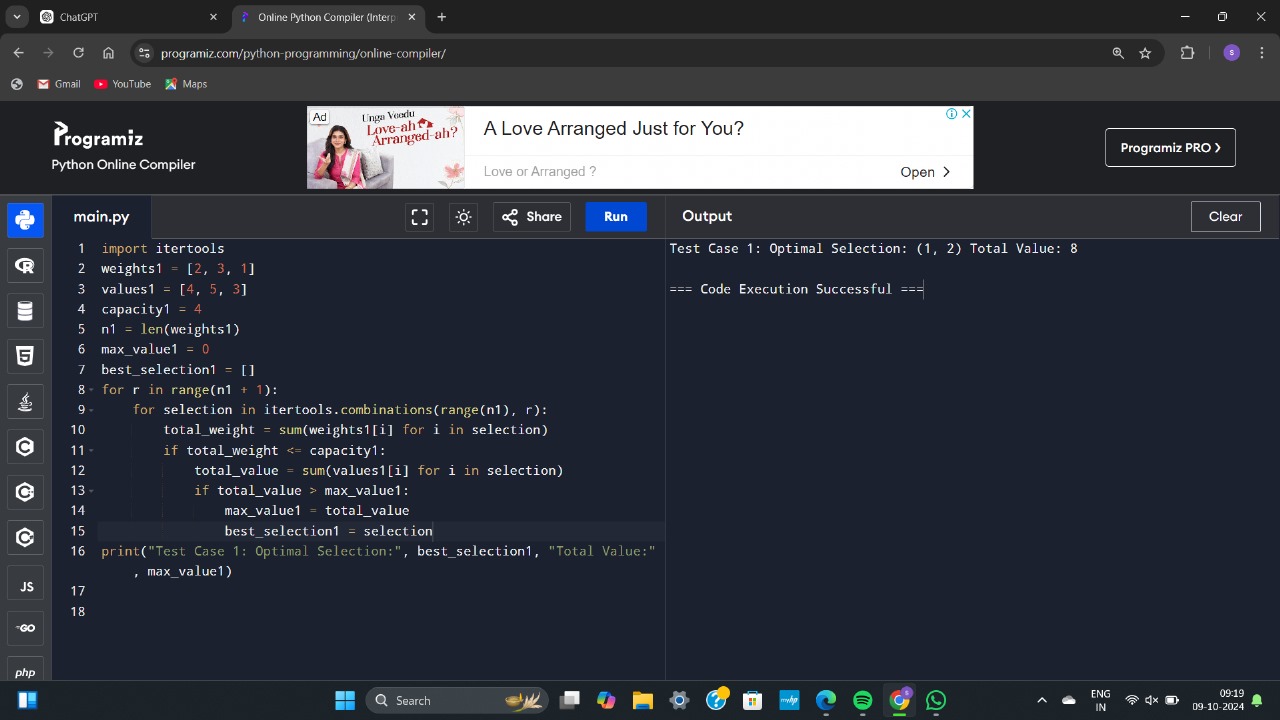 ChatGPT
Online Python Compiler (Interp
programiz.com/python-programming/online-compiler/
S
Gmail
YouTube
Maps
Programiz
Python Online Compiler
Ad
Unga Veedu
Love-ah
Arranged-ah?
A Love Arranged Just for You?
Love or Arranged ?
Open
Programiz PRO
main.py
Share
Run
Output
Clear
1 import itertools
2 weights1 = [2, 3, 1]
3 values1 = [4, 5, 3]
4 capacity1 = 4
5 n1 = len(weights1)
6 max_value1 = 0
7 best_selection1 = []
8 for r in range(n1 + 1):
9 for selection in itertools.combinations(range(n1), r):
10 total_weight = sum(weights1[i] for i in selection)
11 if total_weight <= capacity1:
12 total_value = sum(values1[i] for i in selection)
13 if total_value > max_value1:
14 max_value1 = total_value
15 best_selection1 = selection
16 print("Test Case 1: Optimal Selection:", best_selection1, "Total Value:"
, max_value1)
17
18
Test Case 1: Optimal Selection: (1, 2) Total Value: 8
=== Code Execution Successful ===
R
5
C
C
C
JS
GO
php
Search
myhp
ENG
IN
09:19
09-10-2024